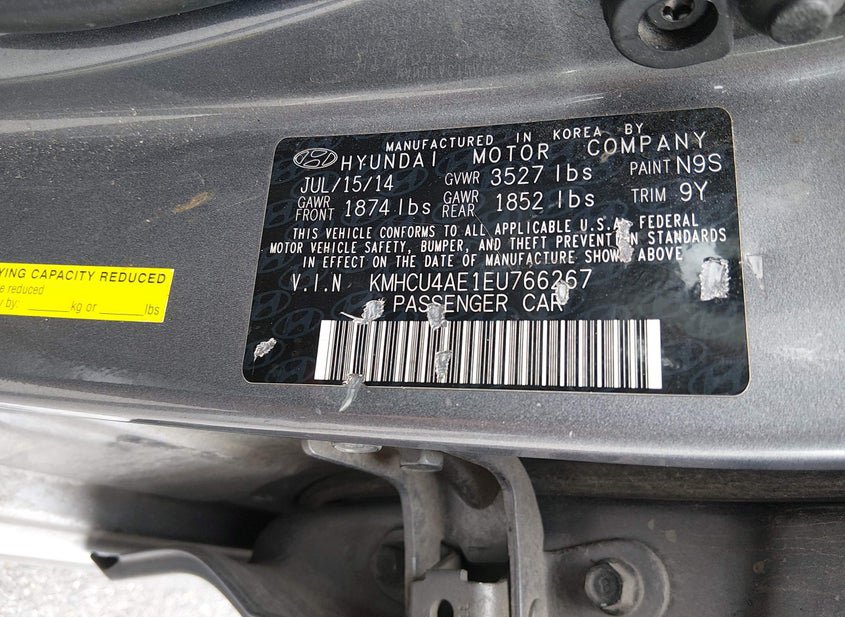 MANUFACTURED IN KOREA BY
HYUNDAI MOTOR COMPANY
JUL/15/14 GVWR 3527 lbs PAINT N9S
GAWR FRONT 1874 lbs GAWR REAR 1852 lbs TRIM 9Y
THIS VEHICLE CONFORMS TO ALL APPLICABLE U.S.A. FEDERAL
MOTOR VEHICLE SAFETY, BUMPER, AND THEFT PREVENTION STANDARDS
IN EFFECT ON THE DATE OF MANUFACTURE SHOWN ABOVE
V.I.N KMHCU4AE1EU766267
PASSENGER CAR
YING CAPACITY REDUCED
e reduced
y by: ______kg or ______lbs